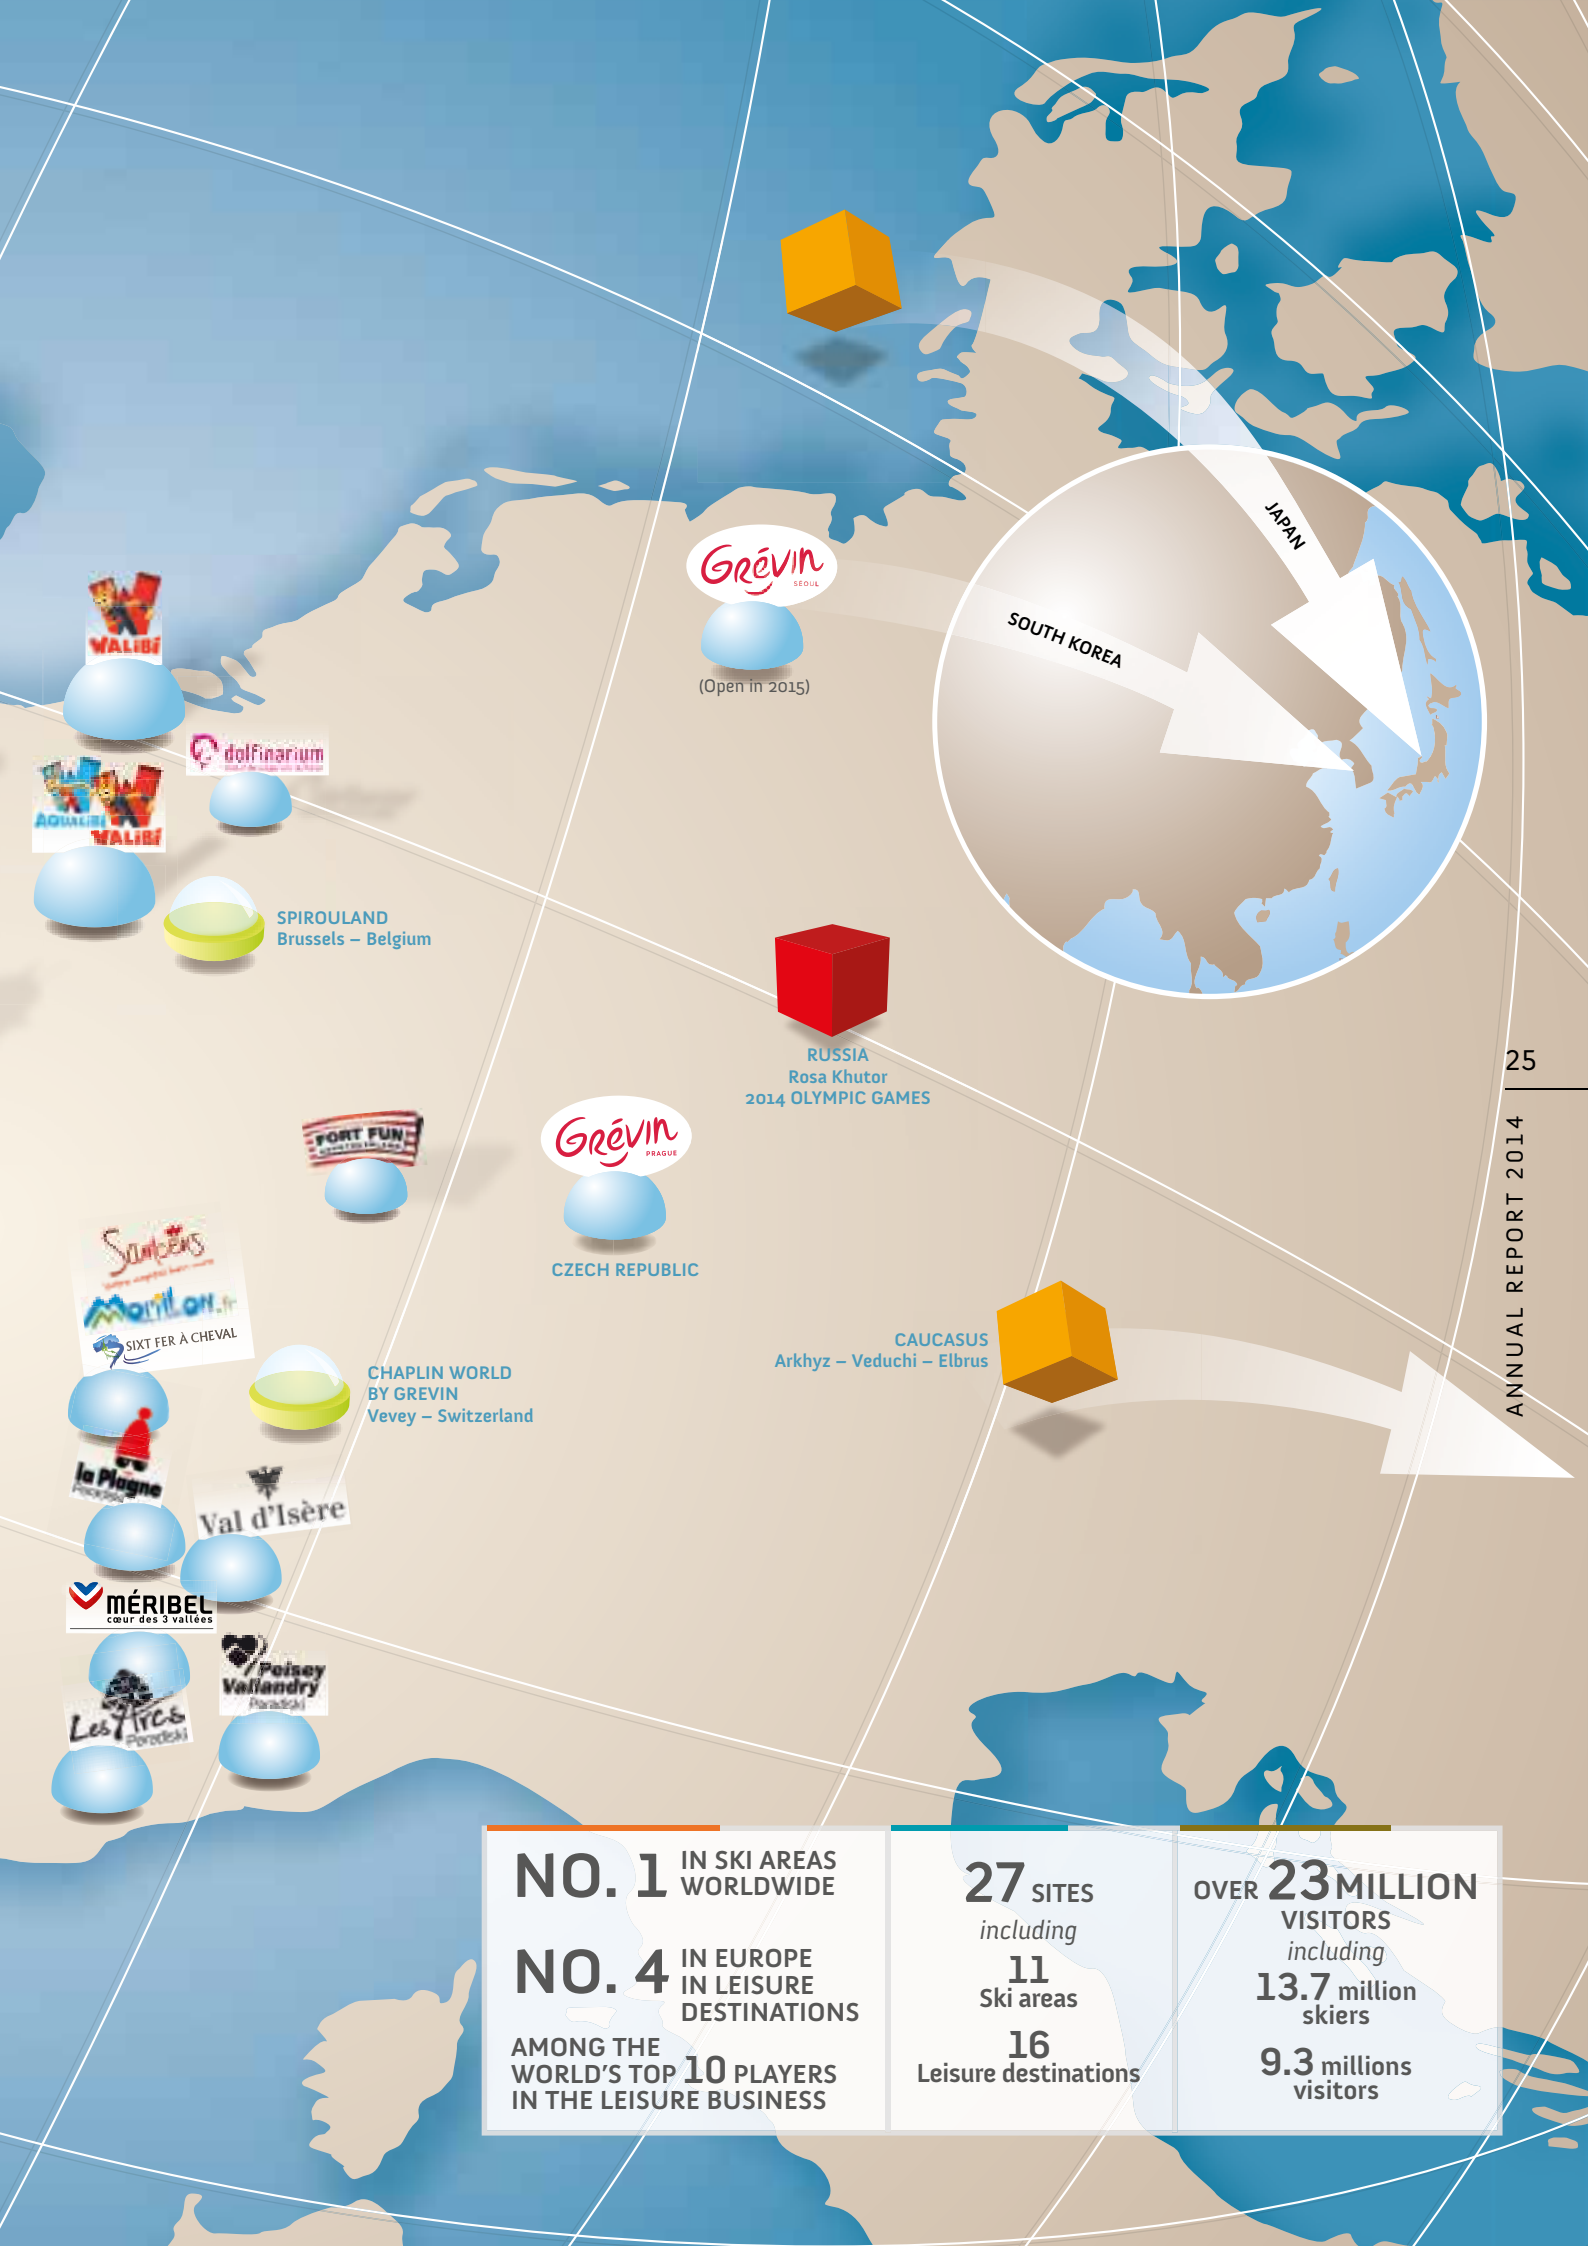 JAPAN
SOUTH KOREA
GRéVIN
SEOUL
(Open in 2015)
WALiBi
dolfinarium
AQUALiBi
WALiBi
SPIROULAND
Brussels – Belgium
RUSSIA
Rosa Khutor
2014 OLYMPIC GAMES
25
ANNUAL REPORT 2014
FORT FUN
GRéVIN
PRAGUE
CZECH REPUBLIC
Samoëns
Morillon.fr
SIXT FER À CHEVAL
CAUCASUS
Arkhyz – Veduchi – Elbrus
CHAPLIN WORLD
BY GREVIN
Vevey – Switzerland
la Plagne
Paradiski
Val d'Isère
MÉRIBEL
cœur des 3 vallées
Peisey
Vallandry
Paradiski
Les Arcs
Paradiski
NO. 1 IN SKI AREAS
WORLDWIDE
NO. 4 IN EUROPE
IN LEISURE
DESTINATIONS
AMONG THE
WORLD'S TOP 10 PLAYERS
IN THE LEISURE BUSINESS
27 SITES
including
11
Ski areas
16
Leisure destinations
OVER 23 MILLION
VISITORS
including
13.7 million
skiers
9.3 millions
visitors